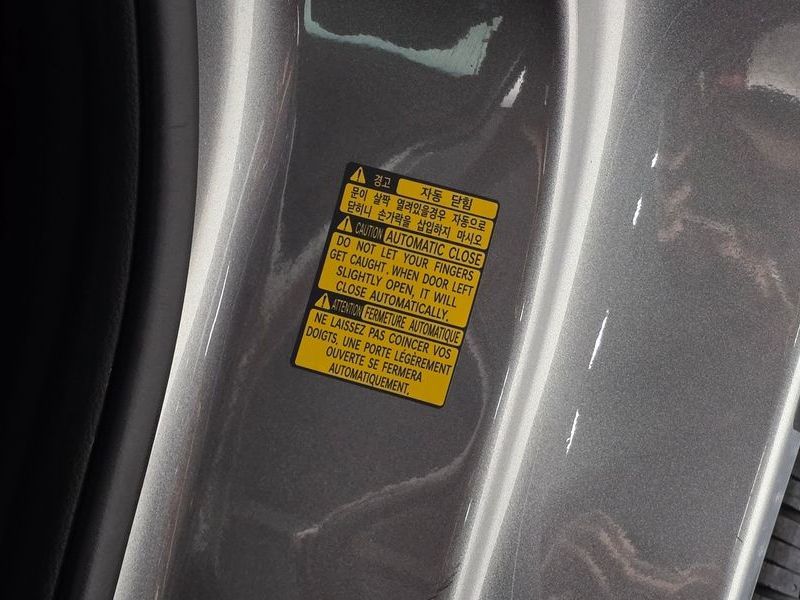 경고 자동 닫힘
문이 살짝 열려있을경우 자동으로
닫히니 손가락을 삽입하지 마시오
CAUTION AUTOMATIC CLOSE
DO NOT LET YOUR FINGERS
GET CAUGHT. WHEN DOOR LEFT
SLIGHTLY OPEN, IT WILL
CLOSE AUTOMATICALLY.
ATTENTION FERMETURE AUTOMATIQUE
NE LAISSEZ PAS COINCER VOS
DOIGTS. UNE PORTE LÉGÈREMENT
OUVERTE SE FERMERA
AUTOMATIQUEMENT.